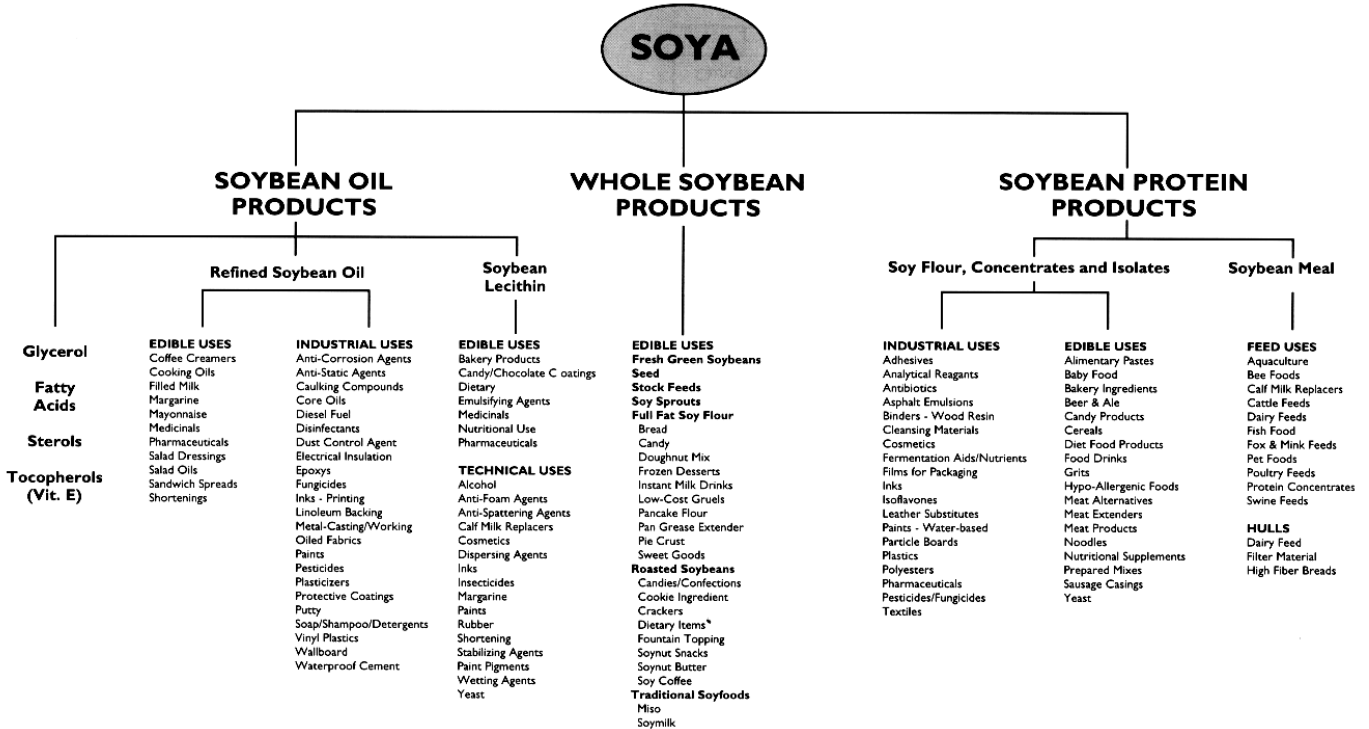 SOYA
SOYBEAN OIL
PRODUCTS
WHOLE SOYBEAN
PRODUCTS
SOYBEAN PROTEIN
PRODUCTS
Glycerol
Fatty
Acids
Sterols
Tocopherols
(Vit. E)
Refined Soybean Oil
EDIBLE USES
Coffee Creamers
Cooking Oils
Filled Milk
Margarine
Mayonnaise
Medicinals
Pharmaceuticals
Salad Dressings
Salad Oils
Sandwich Spreads
Shortenings
INDUSTRIAL USES
Anti-Corrosion Agents
Anti-Static Agents
Caulking Compounds
Core Oils
Diesel Fuel
Disinfectants
Dust Control Agent
Electrical Insulation
Epoxys
Fungicides
Inks - Printing
Linoleum Backing
Metal-Casting/Working
Oiled Fabrics
Paints
Pesticides
Plasticizers
Protective Coatings
Putty
Soap/Shampoo/Detergents
Vinyl Plastics
Wallboard
Waterproof Cement
Soybean
Lecithin
EDIBLE USES
Bakery Products
Candy/Chocolate C oatings
Dietary
Emulsifying Agents
Medicinals
Nutritional Use
Pharmaceuticals
TECHNICAL USES
Alcohol
Anti-Foam Agents
Anti-Spattering Agents
Calf Milk Replacers
Cosmetics
Dispersing Agents
Inks
Insecticides
Margarine
Paints
Rubber
Shortening
Stabilizing Agents
Paint Pigments
Wetting Agents
Yeast
EDIBLE USES
Fresh Green Soybeans
Seed
Stock Feeds
Soy Sprouts
Full Fat Soy Flour
Bread
Candy
Doughnut Mix
Frozen Desserts
Instant Milk Drinks
Low-Cost Gruels
Pancake Flour
Pan Grease Extender
Pie Crust
Sweet Goods
Roasted Soybeans
Candies/Confections
Cookie Ingredient
Crackers
Dietary Items*
Fountain Topping
Soynut Snacks
Soynut Butter
Soy Coffee
Traditional Soyfoods
Miso
Soymilk
Soy Flour, Concentrates and Isolates
INDUSTRIAL USES
Adhesives
Analytical Reagants
Antibiotics
Asphalt Emulsions
Binders - Wood Resin
Cleansing Materials
Cosmetics
Fermentation Aids/Nutrients
Films for Packaging
Inks
Isoflavones
Leather Substitutes
Paints - Water-based
Particle Boards
Plastics
Polyesters
Pharmaceuticals
Pesticides/Fungicides
Textiles
EDIBLE USES
Alimentary Pastes
Baby Food
Bakery Ingredients
Beer & Ale
Candy Products
Cereals
Diet Food Products
Food Drinks
Grits
Hypo-Allergenic Foods
Meat Alternatives
Meat Extenders
Meat Products
Noodles
Nutritional Supplements
Prepared Mixes
Sausage Casings
Yeast
Soybean Meal
FEED USES
Aquaculture
Bee Foods
Calf Milk Replacers
Cattle Feeds
Dairy Feeds
Fish Food
Fox & Mink Feeds
Pet Foods
Poultry Feeds
Protein Concentrates
Swine Feeds
HULLS
Dairy Feed
Filter Material
High Fiber Breads